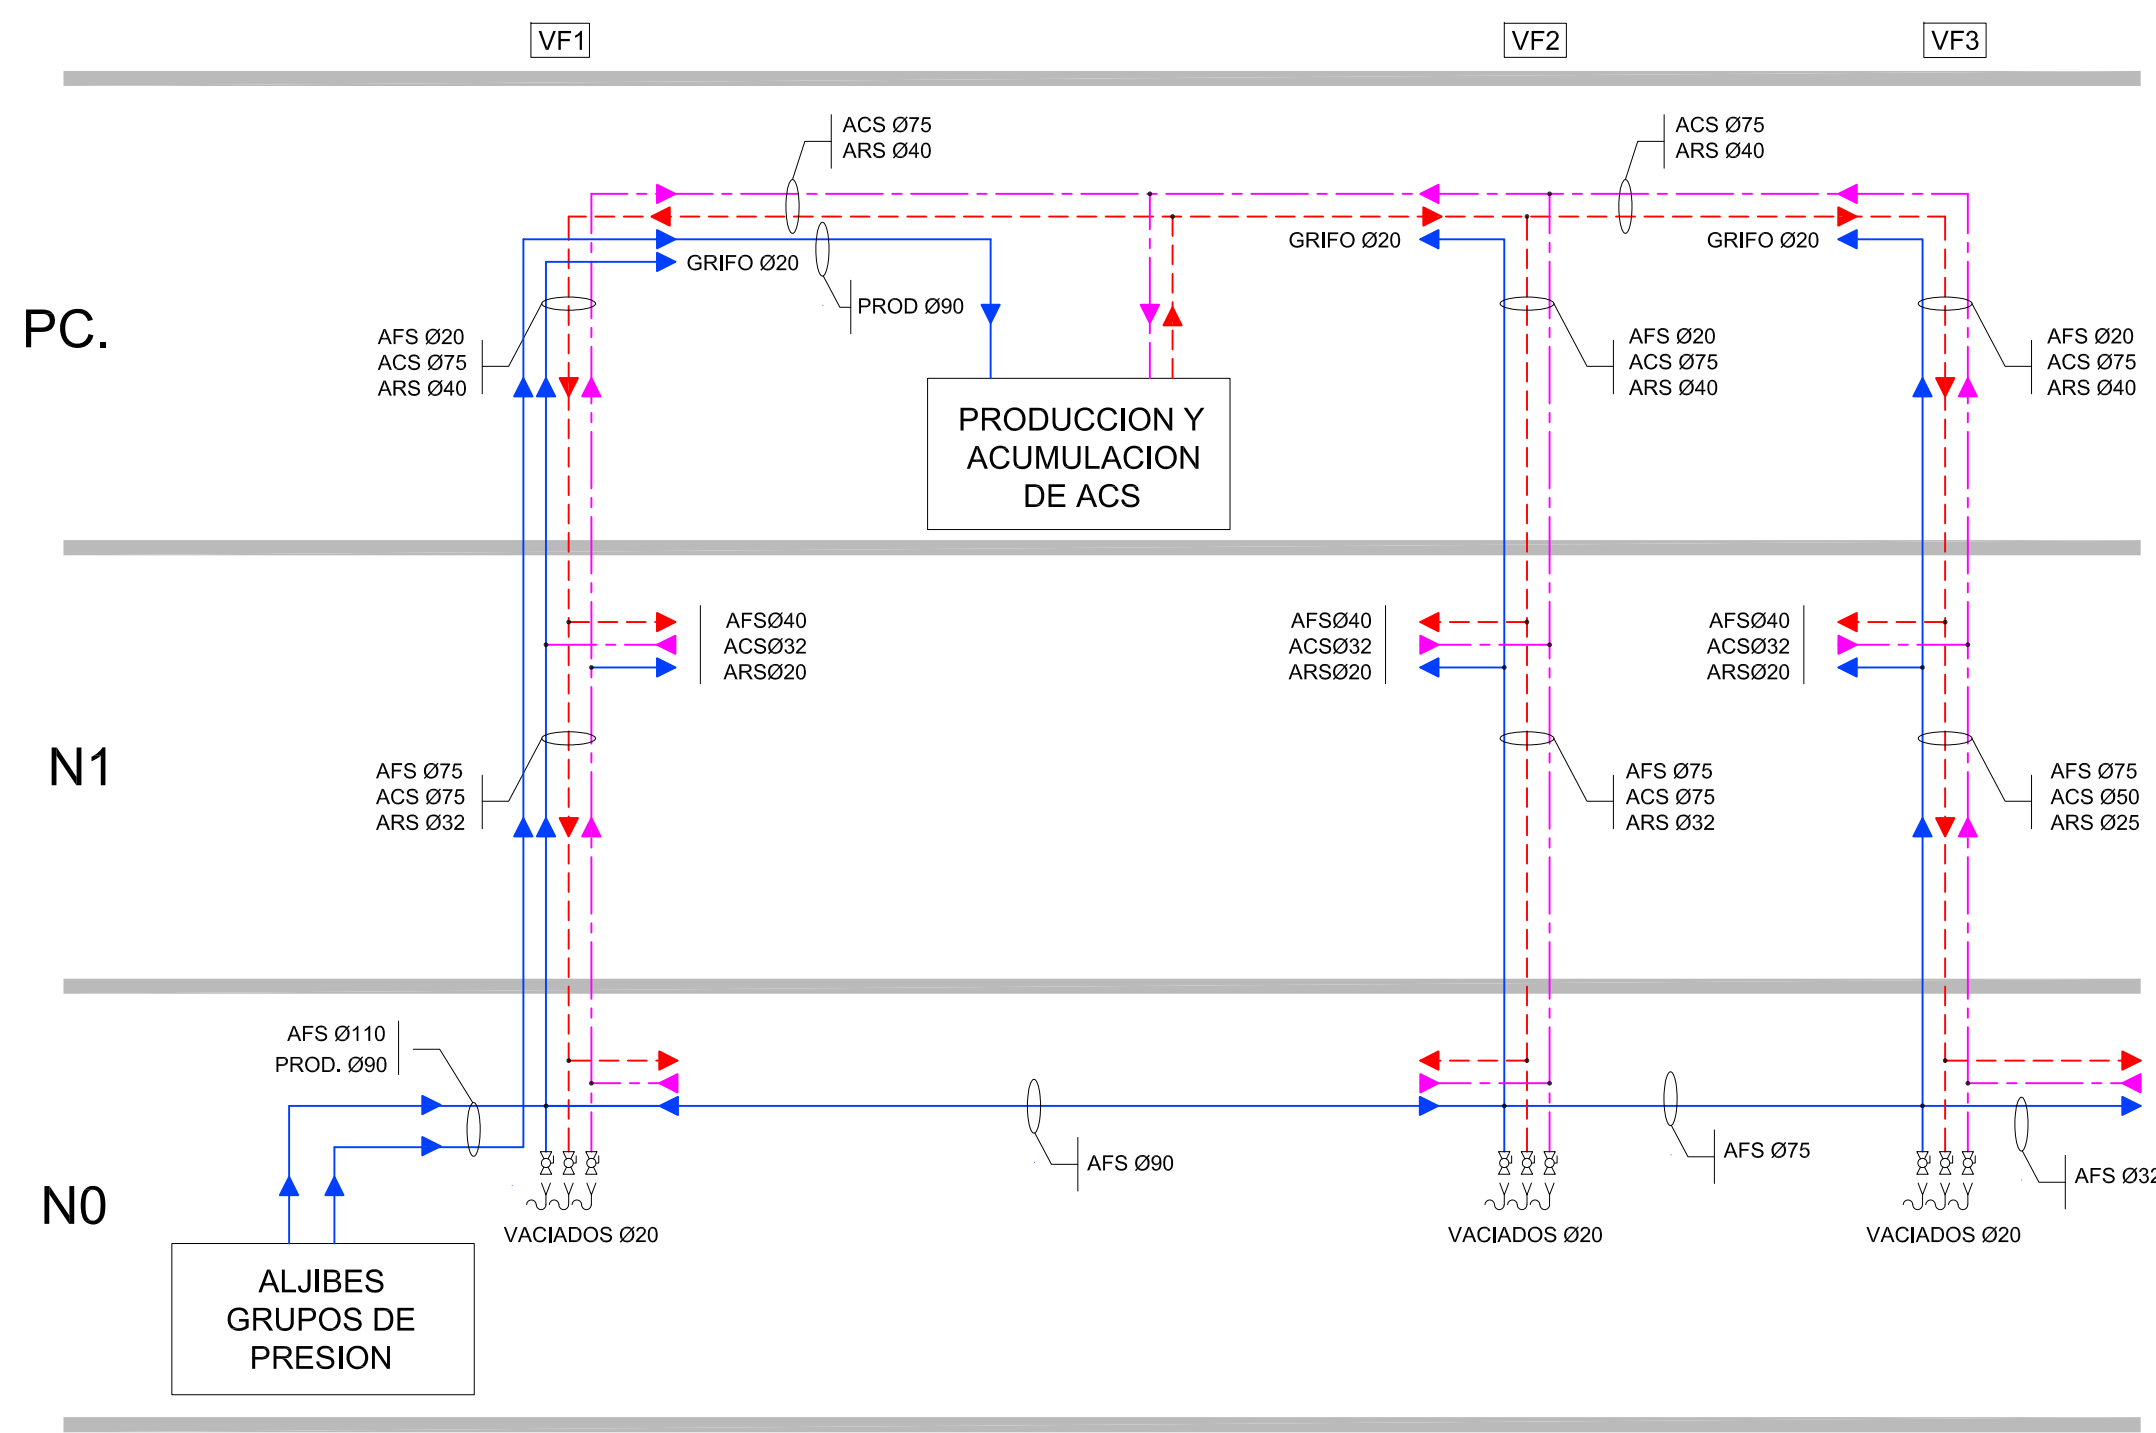 VF1
VF2
VF3
ACS Ø75
ARS Ø40
ACS Ø75
ARS Ø40
GRIFO Ø20
GRIFO Ø20
GRIFO Ø20
PROD Ø90
PC.
AFS Ø20
ACS Ø75
ARS Ø40
AFS Ø20
ACS Ø75
ARS Ø40
AFS Ø20
ACS Ø75
ARS Ø40
PRODUCCION Y
ACUMULACION
DE ACS
AFSØ40
ACSØ32
ARSØ20
AFSØ40
ACSØ32
ARSØ20
AFSØ40
ACSØ32
ARSØ20
N1
AFS Ø75
ACS Ø75
ARS Ø32
AFS Ø75
ACS Ø75
ARS Ø32
AFS Ø75
ACS Ø50
ARS Ø25
AFS Ø110
PROD. Ø90
AFS Ø90
AFS Ø75
AFS Ø32
N0
VACIADOS Ø20
VACIADOS Ø20
VACIADOS Ø20
ALJIBES
GRUPOS DE
PRESION